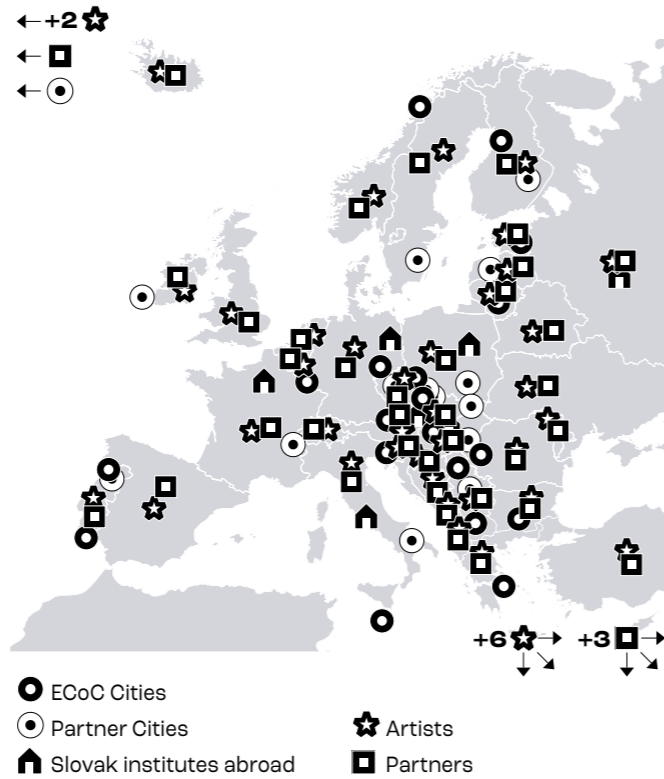 +2
+6
+3
ECoC Cities
Partner Cities
Artists
Slovak institutes abroad
Partners